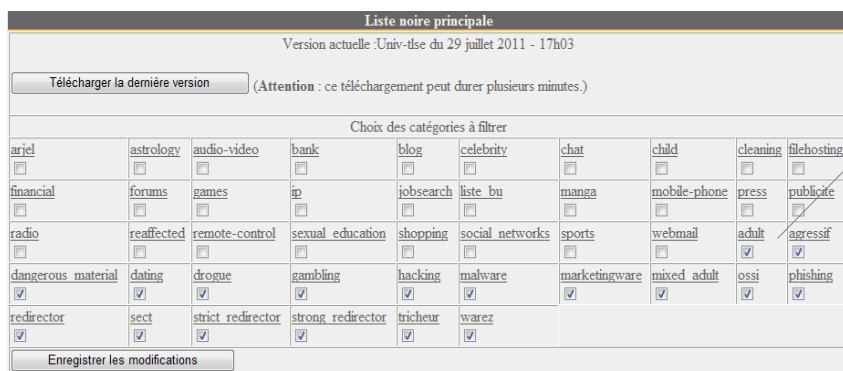 Liste noire principale
Version actuelle :Univ-tlse du 29 juillet 2011 - 17h03
Télécharger la dernière version (Attention : ce téléchargement peut durer plusieurs minutes.)
Choix des catégories à filtrer
arjel astrology audio-video bank blog celebrity chat child cleaning filehosting
financial forums games ip jobsearch liste_bu manga mobile-phone press publicite
radio reaffected remote-control sexual_education shopping social_networks sports webmail adult agressif
dangerous_material dating drogue gambling hacking malware marketingware mixed_adult ossi phishing
redirector sect strict_redirector strong_redirector tricheur warez
Enregistrer les modifications